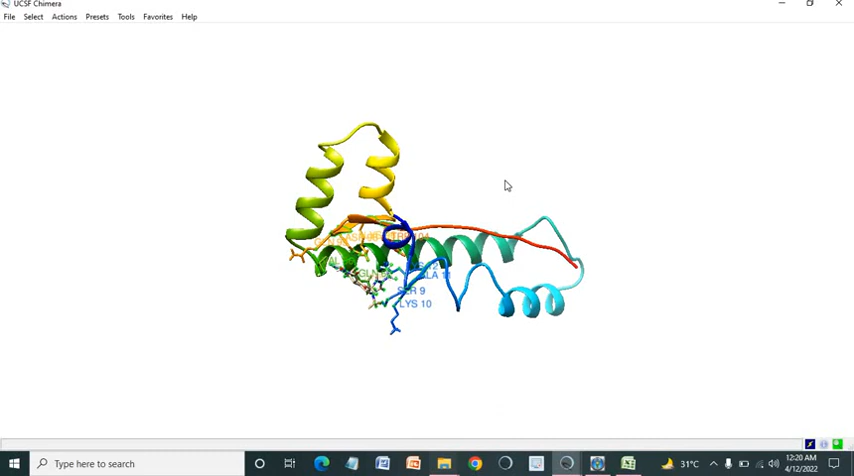 UCSF Chimera
File Select Actions Presets Tools Favorites Help
SER 9
LYS 10
Type here to search
31°C
12:20 AM
4/12/2022